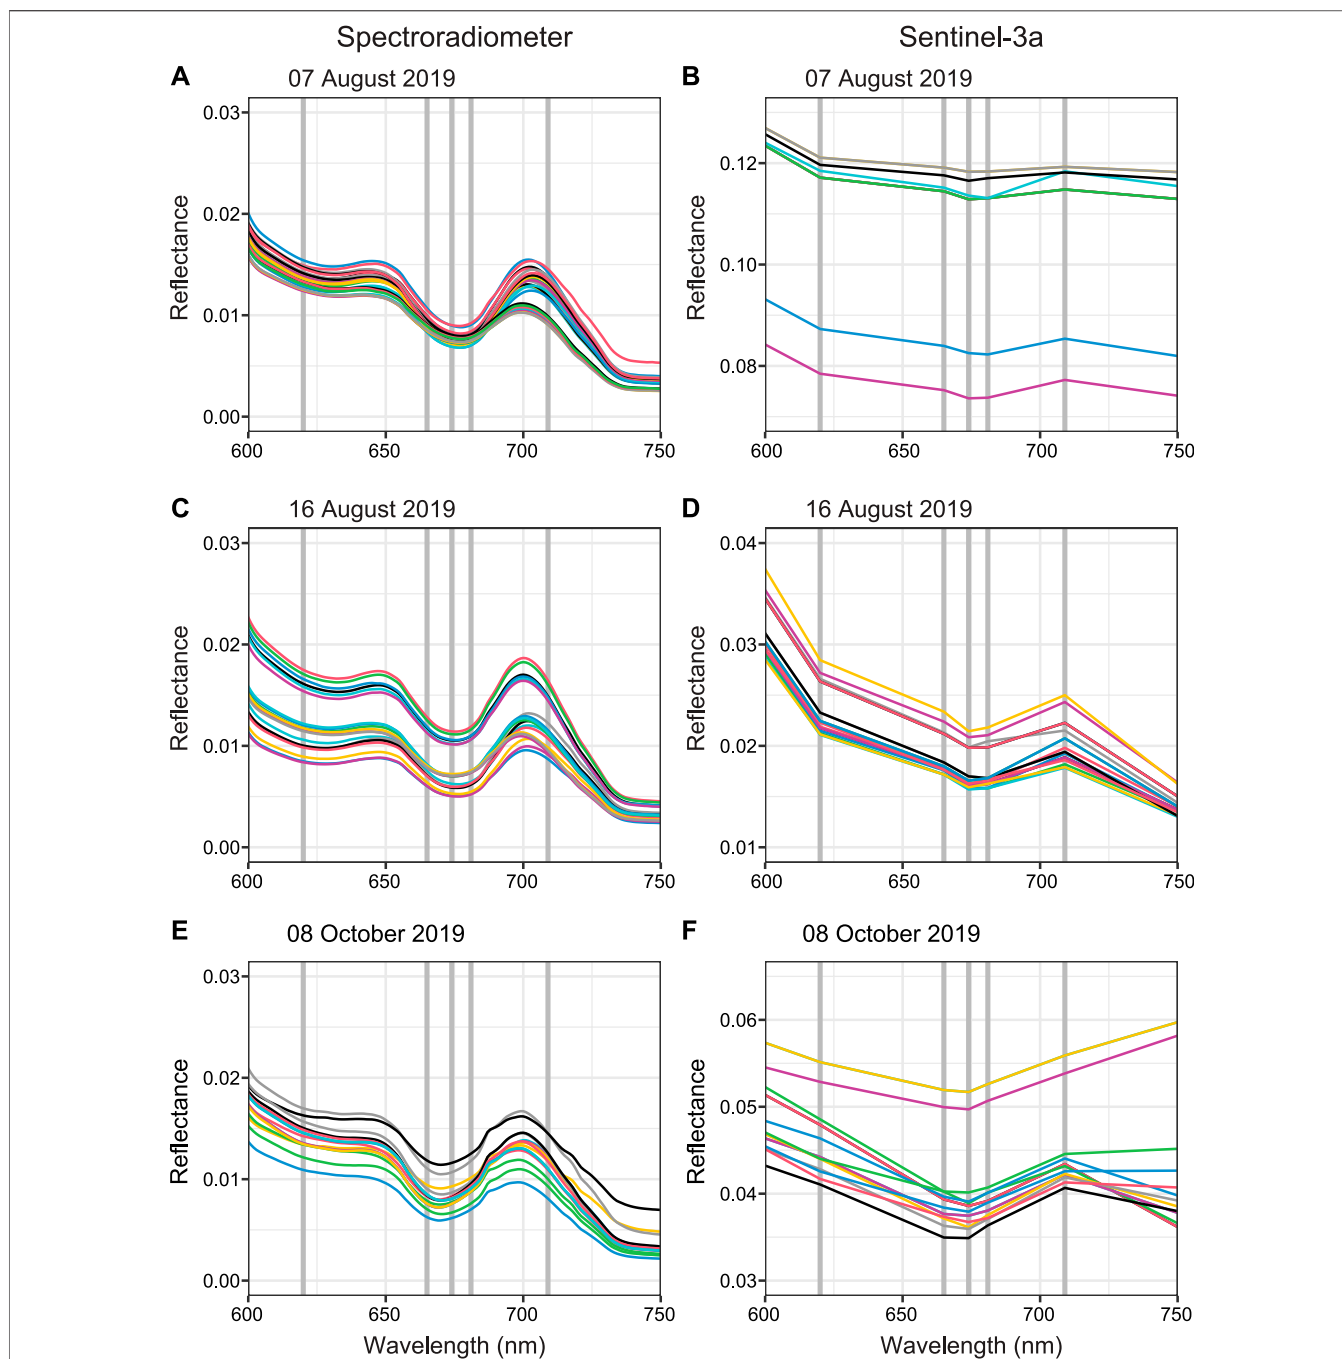 Spectroradiometer
Sentinel-3a
A 07 August 2019
B 07 August 2019
0.03
0.02
0.01
0.00
Reflectance
600 650 700 750
0.12
0.10
0.08
Reflectance
600 650 700 750
C 16 August 2019
D 16 August 2019
0.03
0.02
0.01
0.00
Reflectance
600 650 700 750
0.04
0.03
0.02
0.01
Reflectance
600 650 700 750
E 08 October 2019
F 08 October 2019
0.03
0.02
0.01
0.00
Reflectance
600 650 700 750
Wavelength (nm)
0.06
0.05
0.04
0.03
Reflectance
600 650 700 750
Wavelength (nm)